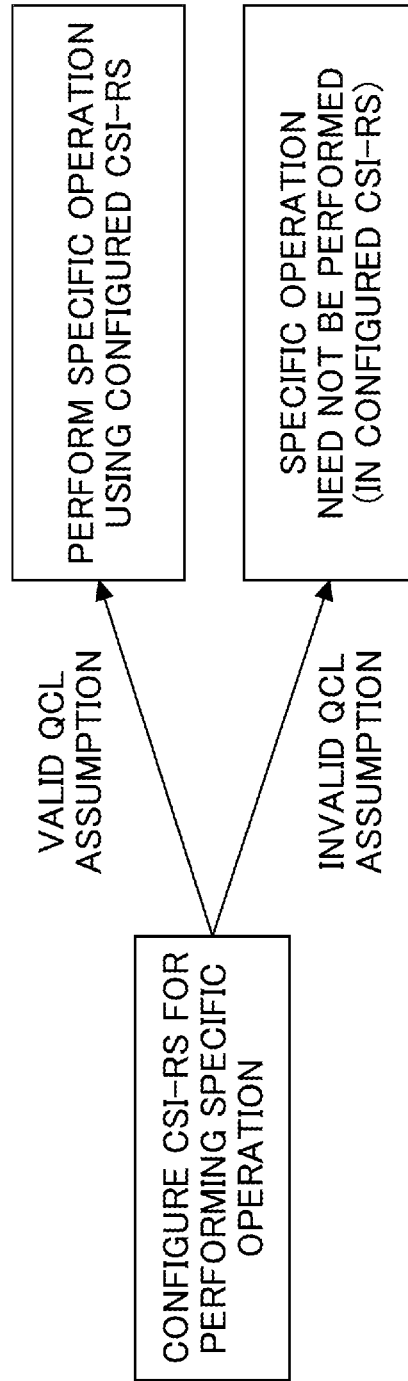 CONFIGURE CSI-RS FOR
PERFORMING SPECIFIC
OPERATION
VALID QCL
ASSUMPTION
PERFORM SPECIFIC OPERATION
USING CONFIGURED CSI-RS
INVALID QCL
ASSUMPTION
SPECIFIC OPERATION
NEED NOT BE PERFORMED
(IN CONFIGURED CSI-RS)